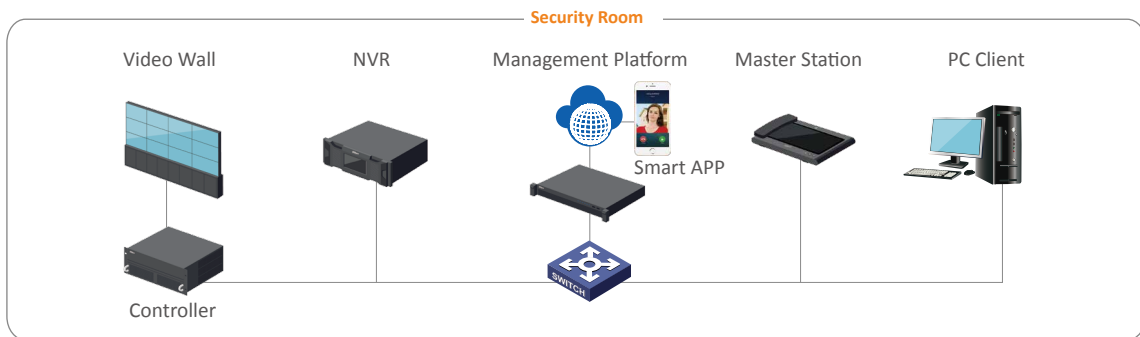 Security Room
Video Wall
NVR
Management Platform
Master Station
PC Client
Smart APP
SWITCH
Controller